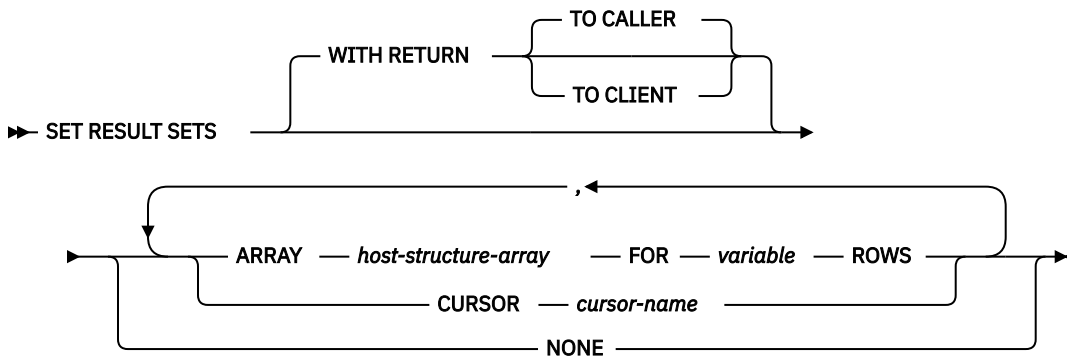 TO CALLER
WITH RETURN
TO CLIENT
SET RESULT SETS
,
ARRAY host-structure-array FOR variable ROWS
CURSOR cursor-name
NONE